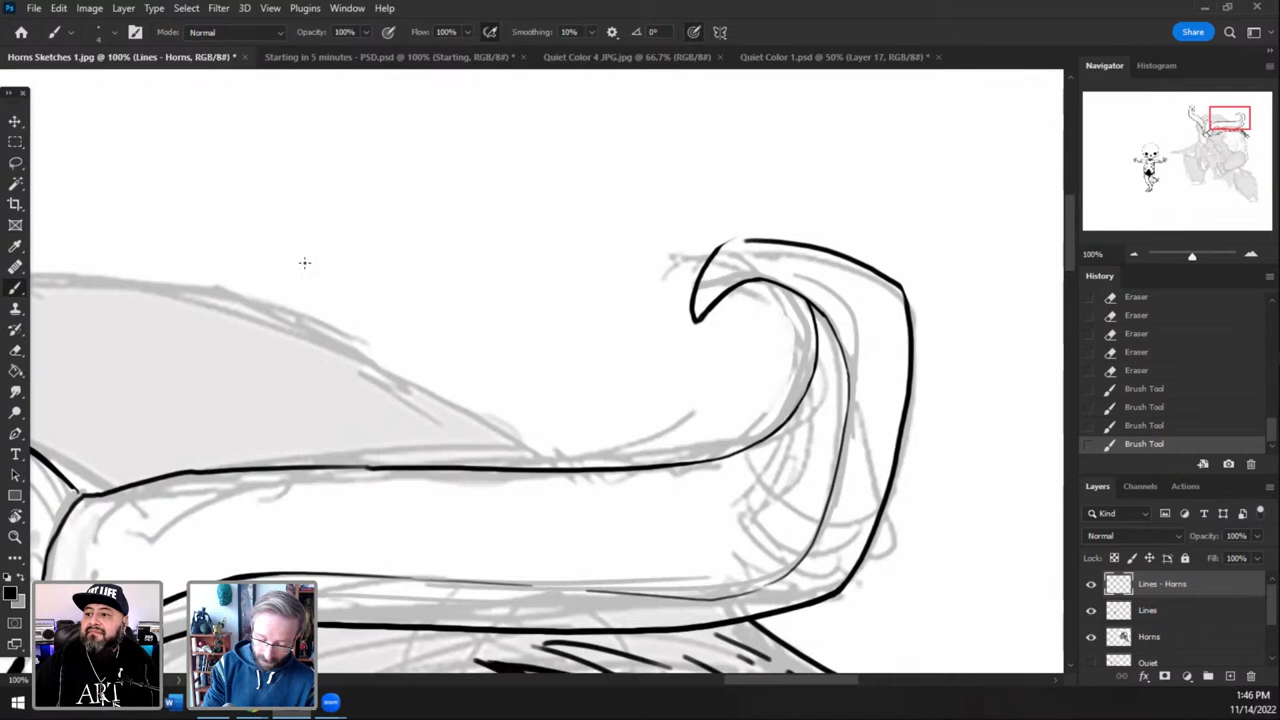 Ps File Edit Image Layer Type Select Filter 3D View Plugins Window Help
4 Mode: Normal Opacity: 100% Flow: 100% Smoothing: 10% 0° Share
Horns Sketches 1.jpg @ 100% (Lines - Horns, RGB/8#) * × Starting in 5 minutes - PSD.psd @ 100% (Starting, RGB/8#) * × Quiet Color 4 JPG.jpg @ 66.7% (RGB/8#) × Quiet Color 1.psd @ 50% (Layer 17, RGB/8#) * ×
Navigator Histogram
100%
History
Eraser
Eraser
Eraser
Eraser
Eraser
Brush Tool
Brush Tool
Brush Tool
Brush Tool
Layers Channels Actions
Kind
Normal Opacity: 100%
Lock: Fill: 100%
Lines - Horns
Lines
Horns
Quiet
100%
ART
W zoom
1:46 PM
11/14/2022